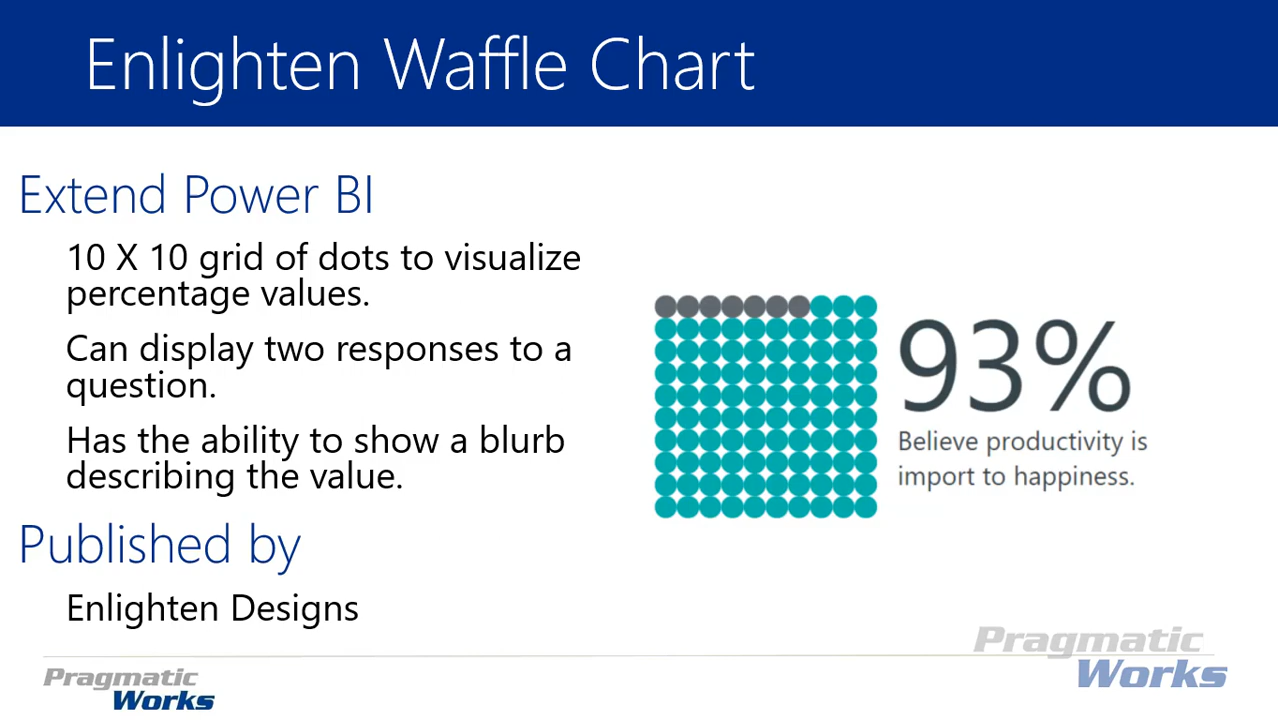 Enlighten Waffle Chart
Extend Power BI
10 X 10 grid of dots to visualize
percentage values.
Can display two responses to a
question.
Has the ability to show a blurb
describing the value.
Published by
Enlighten Designs
93%
Believe productivity is
import to happiness.
Pragmatic
Works
Pragmatic
Works